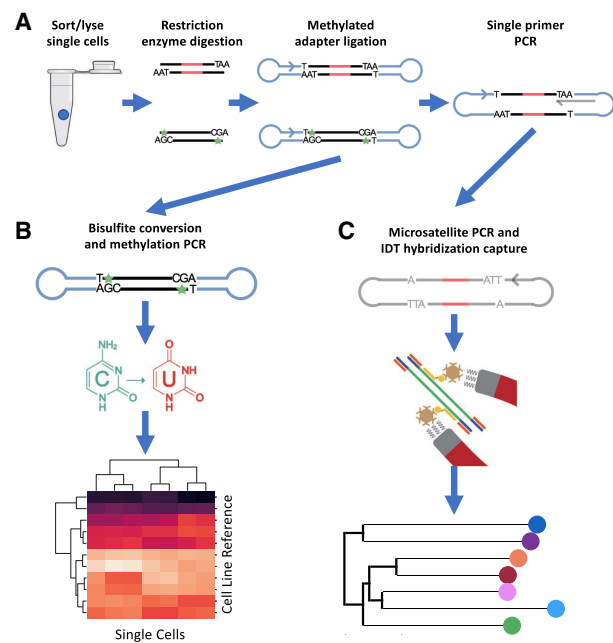 A
Sort/lyse
single cells
Restriction
enzyme digestion
Methylated
adapter ligation
Single primer
PCR
TAA
AAT
CGA
AGC
T TAA
AAT T
T CGA
AGC T
T TAA
AAT T
B
Bisulfite conversion
and methylation PCR
T CGA
AGC T
NH₂
C
N
N
H
O
O
U
NH
N
H
O
Cell Line Reference
Single Cells
C
Microsatellite PCR and
IDT hybridization capture
A ATT
TTA A